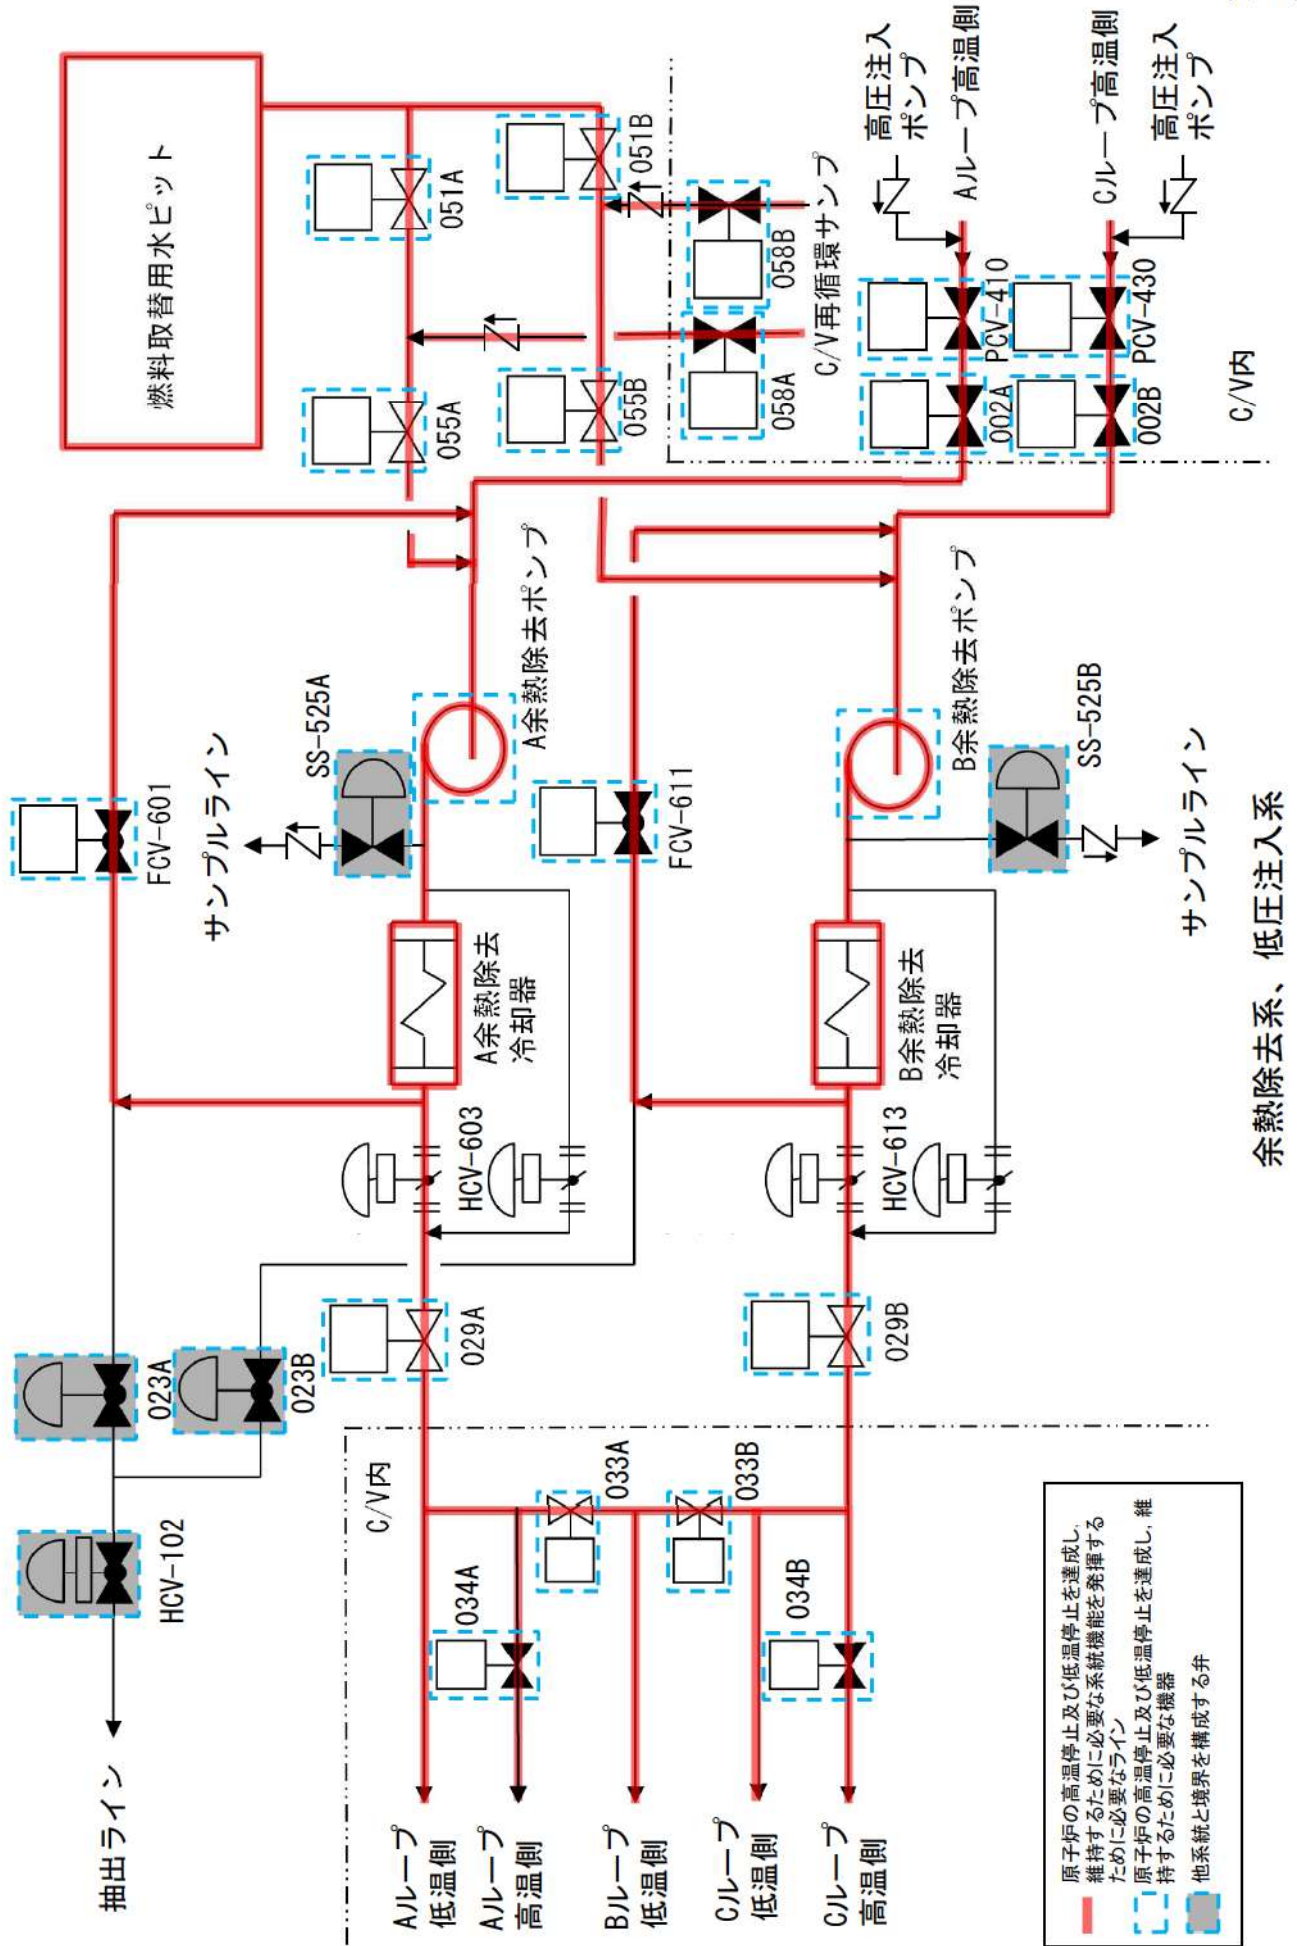 抽出ライン
HCV-102
023A
023B
FCV-601
サンプルライン
SS-525A
燃料取替用水ピット
C/V内
029A
HCV-603
A余熱除去
冷却器
A余熱除去ポンプ
055A
051A
Aループ
低温側
Aループ
高温側
034A
033A
FCV-611
055B
051B
Bループ
低温側
033B
058A
058B
C/V再循環サンプ
Cループ
低温側
034B
Cループ
高温側
029B
HCV-613
B余熱除去
冷却器
B余熱除去ポンプ
SS-525B
サンプルライン
002A
PCV-410
高圧注入
ポンプ
Aループ高温側
002B
PCV-430
Cループ高温側
高圧注入
ポンプ
C/V内
原子炉の高温停止及び低温停止を達成し、
維持するために必要な系統機能を発揮する
ために必要なライン
原子炉の高温停止及び低温停止を達成し，維
持するために必要な機器
他系統と境界を構成する弁
余熱除去系、低圧注入系